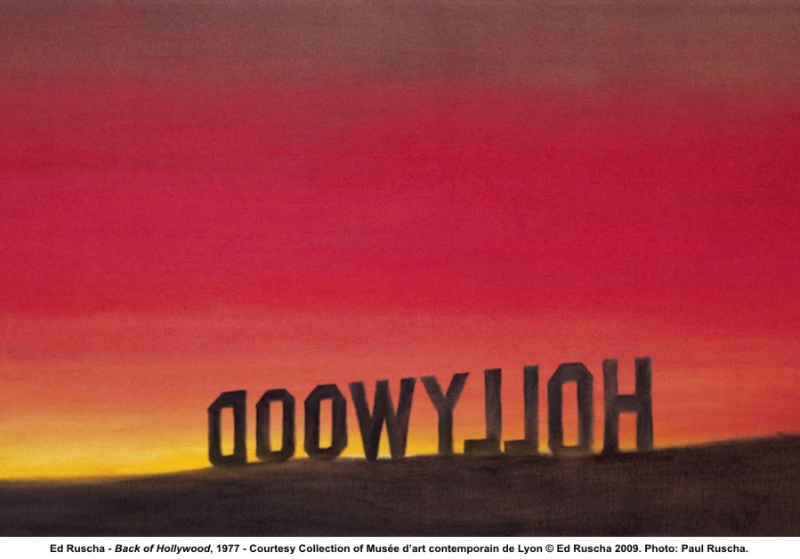 DOOWYLLOH
Ed Ruscha - Back of Hollywood, 1977 - Courtesy Collection of Musée d'art contemporain de Lyon © Ed Ruscha 2009. Photo: Paul Ruscha.